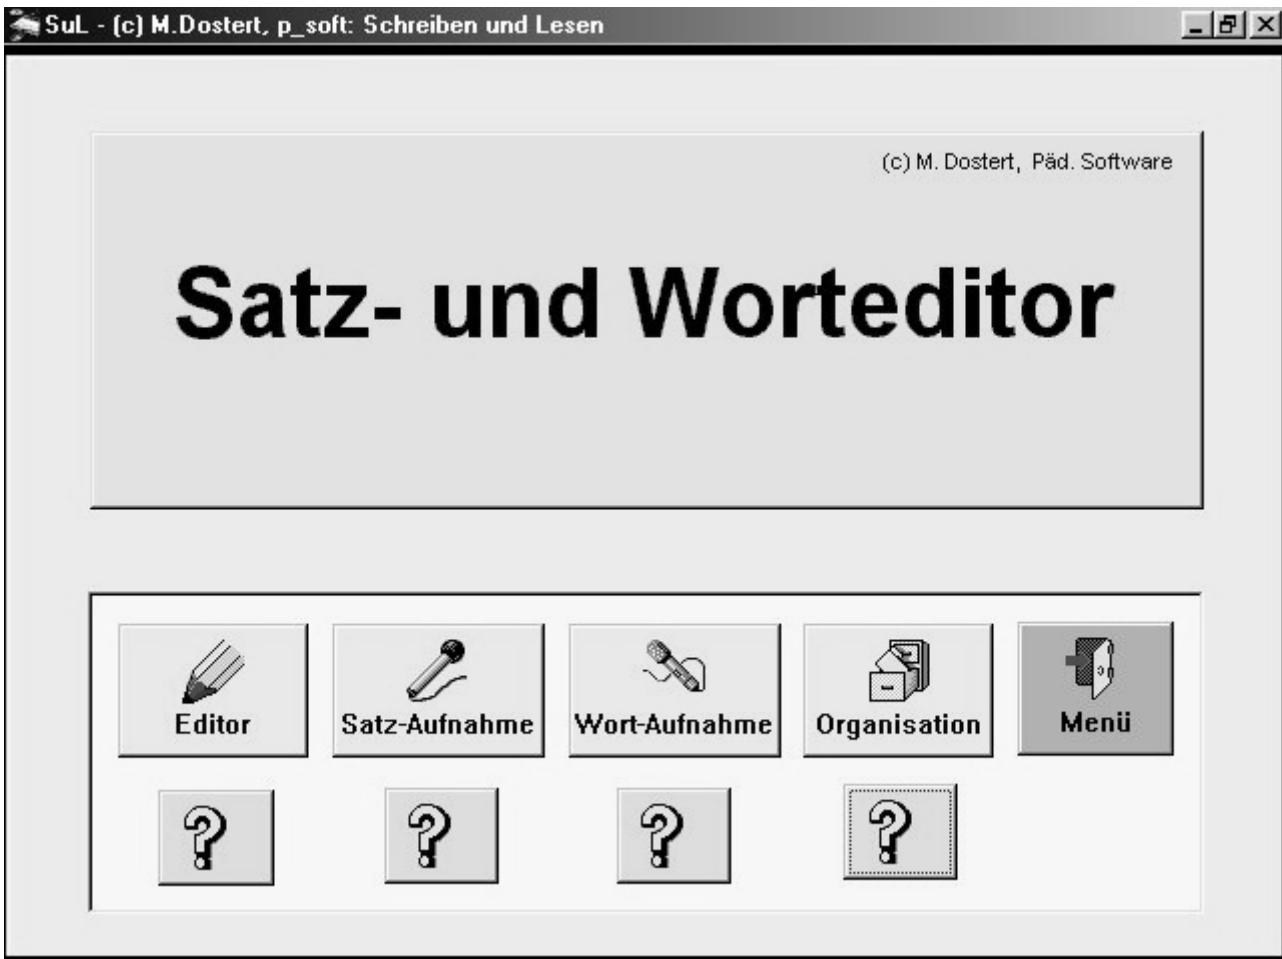 SuL - (c) M.Dostert, p_soft: Schreiben und Lesen
(c) M. Dostert, Päd. Software
Satz- und Worteditor
Editor
Satz-Aufnahme
Wort-Aufnahme
Organisation
Menü
?
?
?
?